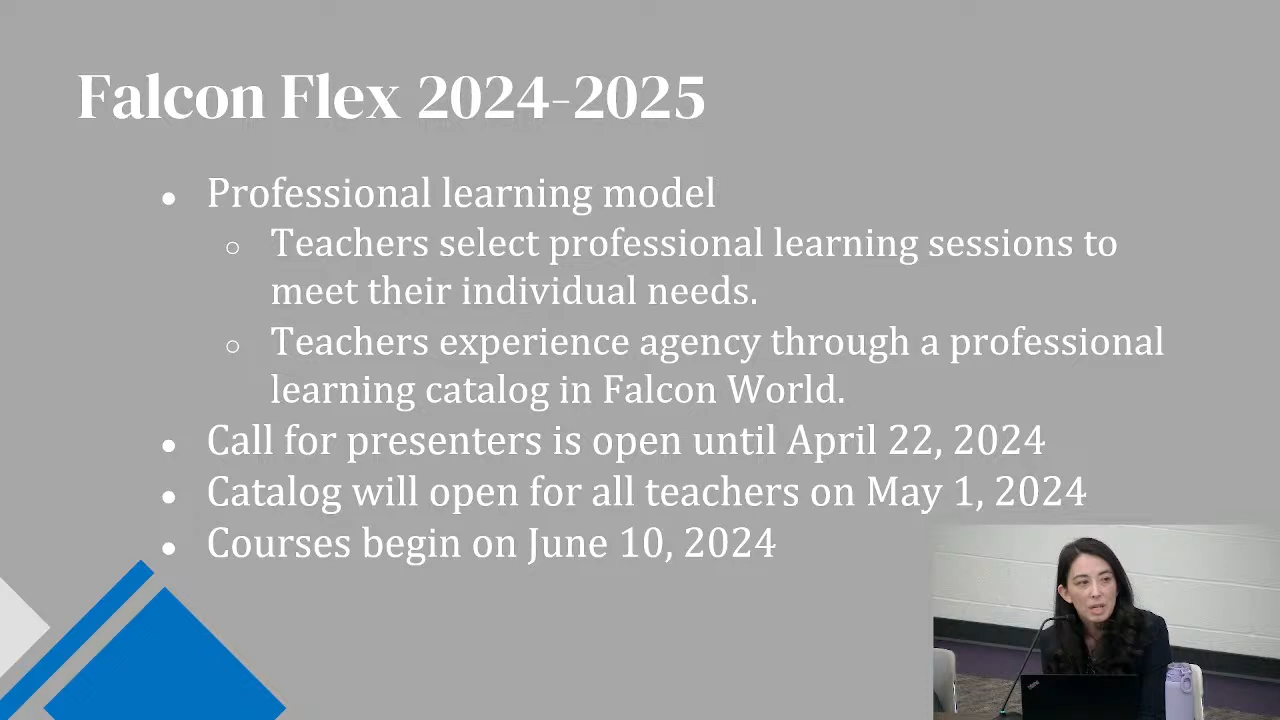 Falcon Flex 2024-2025
● Professional learning model
○ Teachers select professional learning sessions to
meet their individual needs.
○ Teachers experience agency through a professional
learning catalog in Falcon World.
● Call for presenters is open until April 22, 2024
● Catalog will open for all teachers on May 1, 2024
● Courses begin on June 10, 2024
ThinkPad